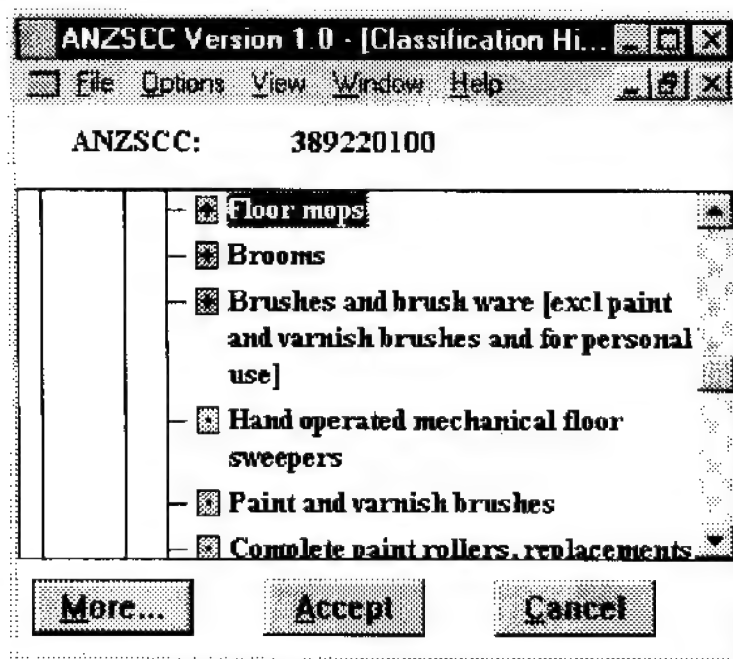 ANZSCC Version 1.0 - [Classification Hi...
File Options View Window Help
ANZSCC: 389220100
Floor mops
Brooms
Brushes and brush ware [excl paint
and varnish brushes and for personal
use]
Hand operated mechanical floor
sweepers
Paint and varnish brushes
Complete paint rollers, replacements
More... Accept Cancel